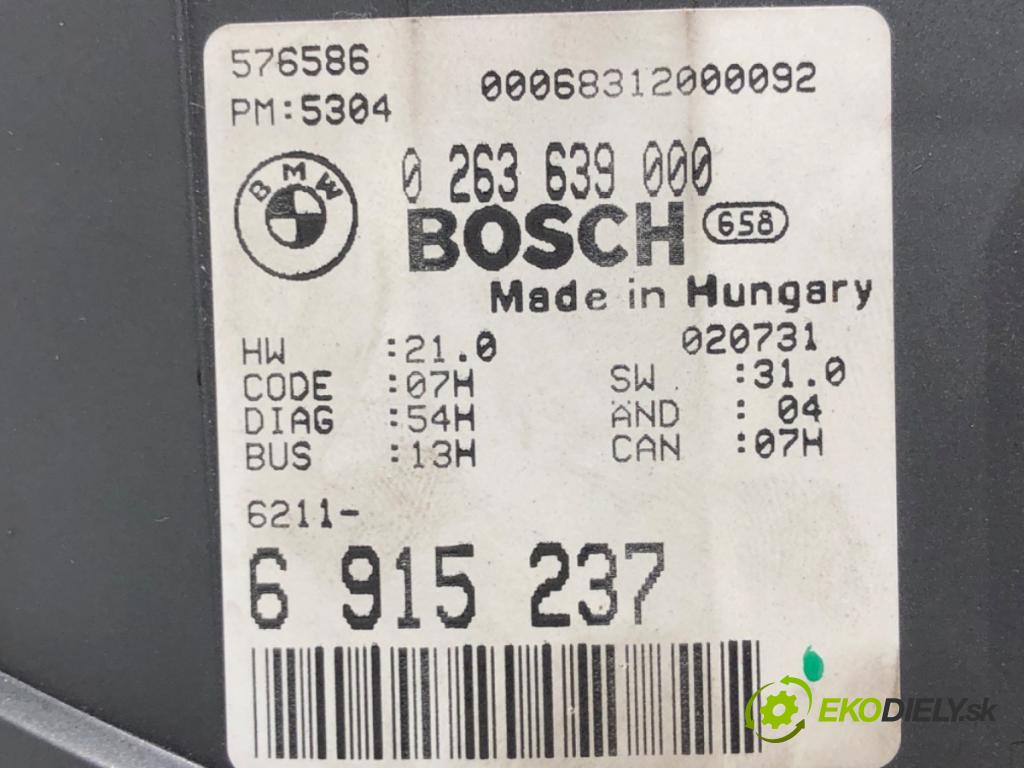 576586
00068312000092
PM:5304
BMW
0 263 639 000
BOSCH 658
Made in Hungary
020731
HW :21.0
CODE :07H
SW :31.0
DIAG :54H
AND : 04
BUS :13H
CAN :07H
6211-
6 915 237
EKODIELY.sk